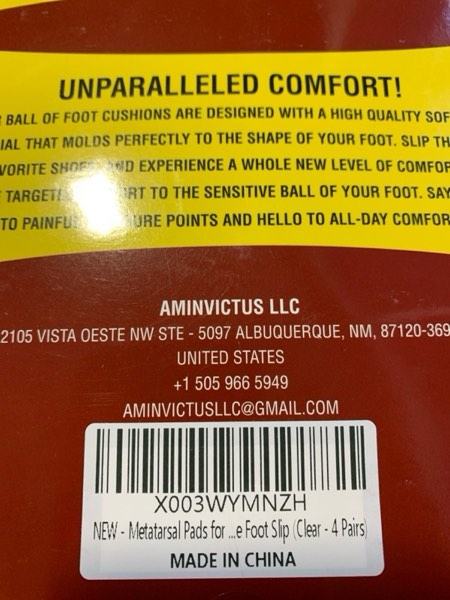 UNPARALLELED COMFORT!
BALL OF FOOT CUSHIONS ARE DESIGNED WITH A HIGH QUALITY SOF
IAL THAT MOLDS PERFECTLY TO THE SHAPE OF YOUR FOOT. SLIP TH
VORITE AND EXPERIENCE A WHOLE NEW LEVEL OF COMFOR
TO THE SENSITIVE BALL OF YOUR FOOT. SAY
TO URE POINTS AND HELLO TO ALL-DAY COMFOR
AMINVICTUS LLC
2105 VISTA OESTE NW STE - 5097 ALBUQUERQUE, NM, 87120-369
UNITED STATES
+1 505 966 5949
AMINVICTUSLLC@GMAIL.COM
X003WYMNZH
NEW - Metatarsal Pads for ...e Foot Slip (Clear - 4 Pairs)
MADE IN CHINA